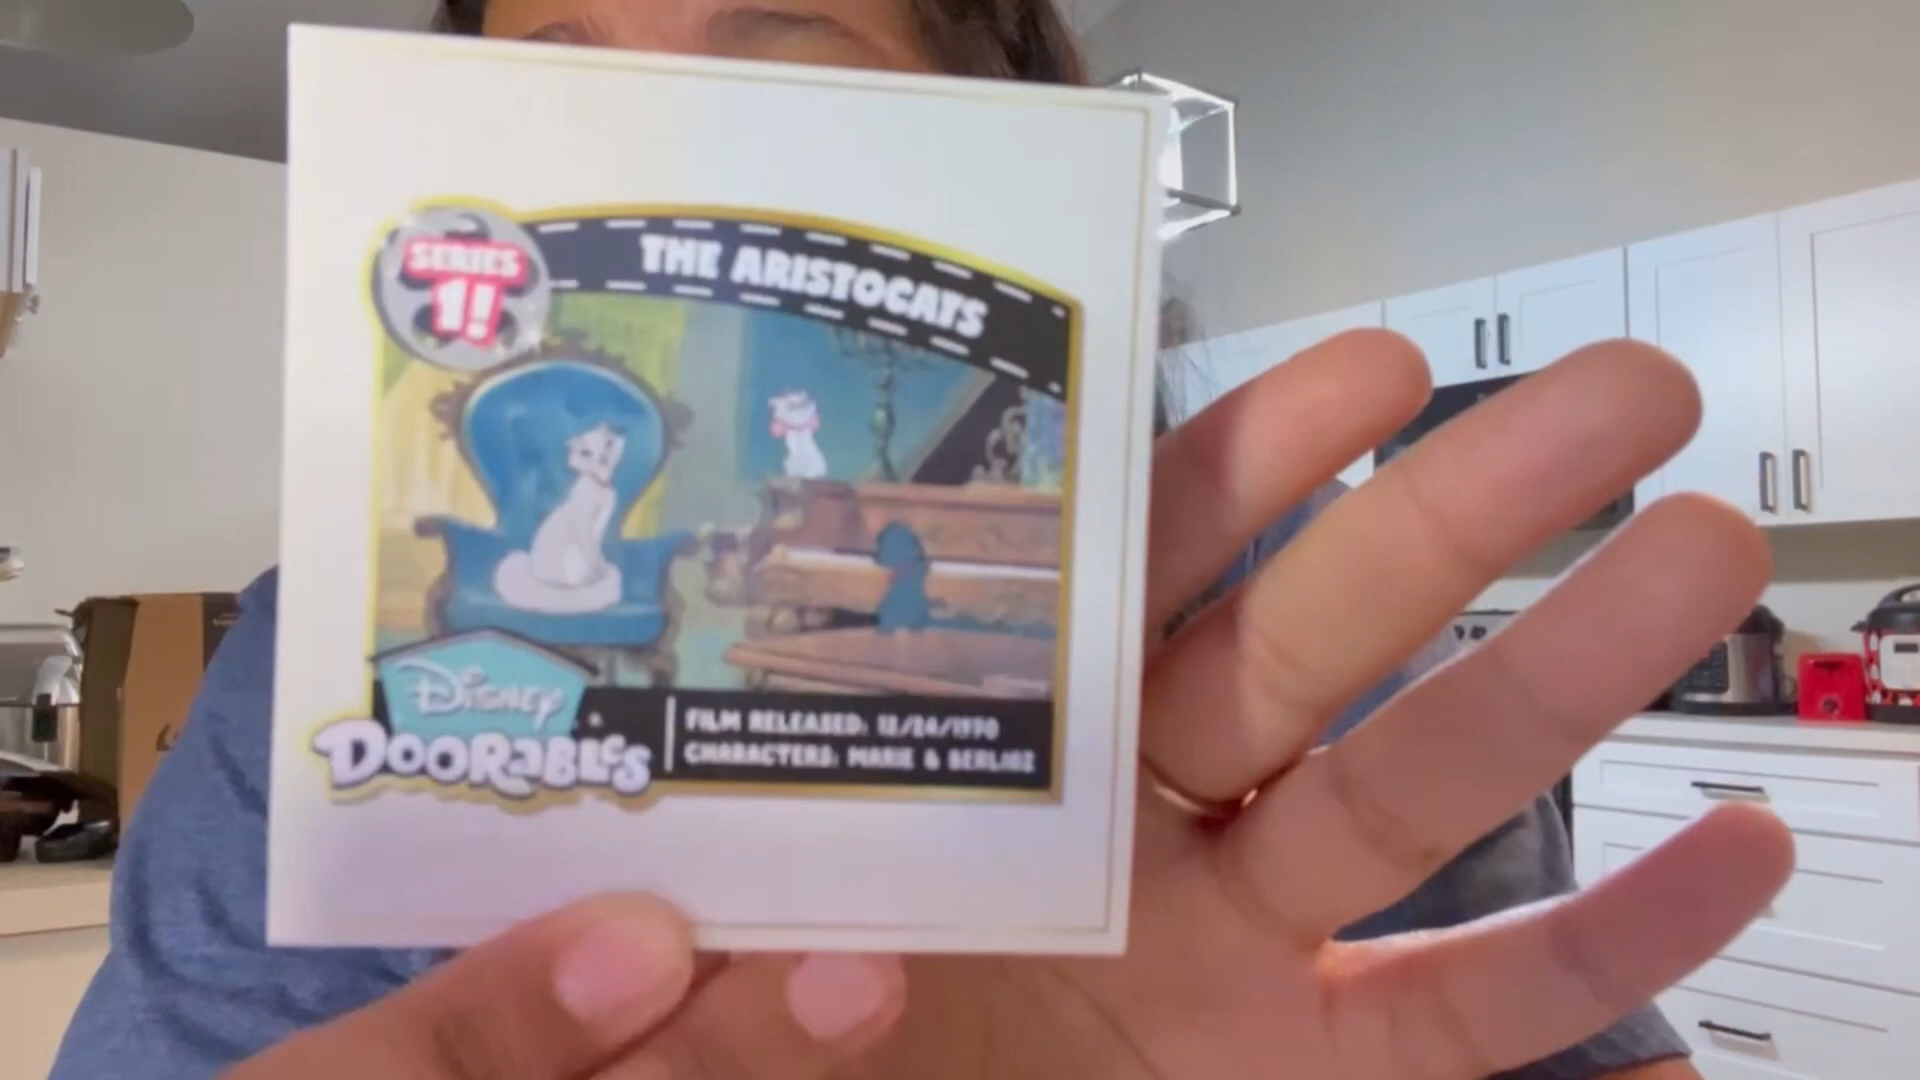 SERIES
1!
THE ARISTOCATS
DISNEY
DOORABLES
FILM RELEASED: 12/24/1970
CHARACTERS: MARIE & BERLIOZ